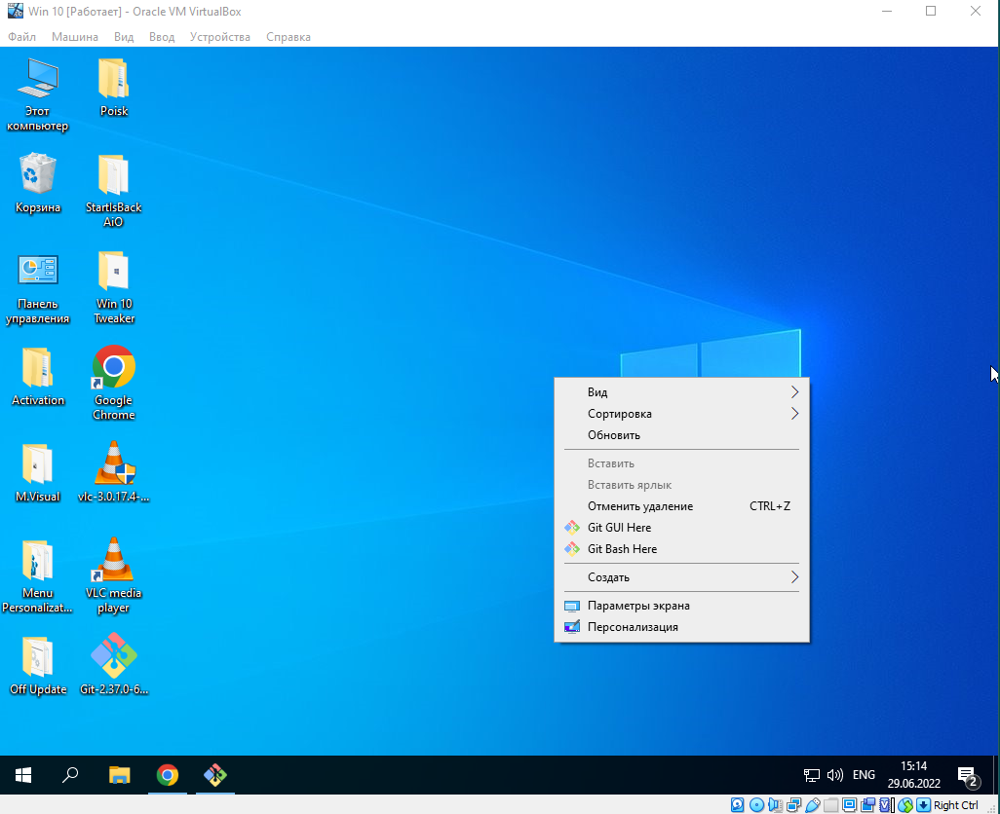 Win 10 [Работает] - Oracle VM VirtualBox
Файл Машина Вид Ввод Устройства Справка
Этот компьютер
Poisk
Корзина
StartIsBack AiO
Панель управления
Win 10 Tweaker
Activation
Google Chrome
M.Visual
vlc-3.0.17.4-...
Menu Personalizat...
VLC media player
Off Update
Git-2.37.0-6...
Вид
Сортировка
Обновить
Вставить
Вставить ярлык
Отменить удаление CTRL+Z
Git GUI Here
Git Bash Here
Создать
Параметры экрана
Персонализация
ENG
15:14
29.06.2022
2
Right Ctrl